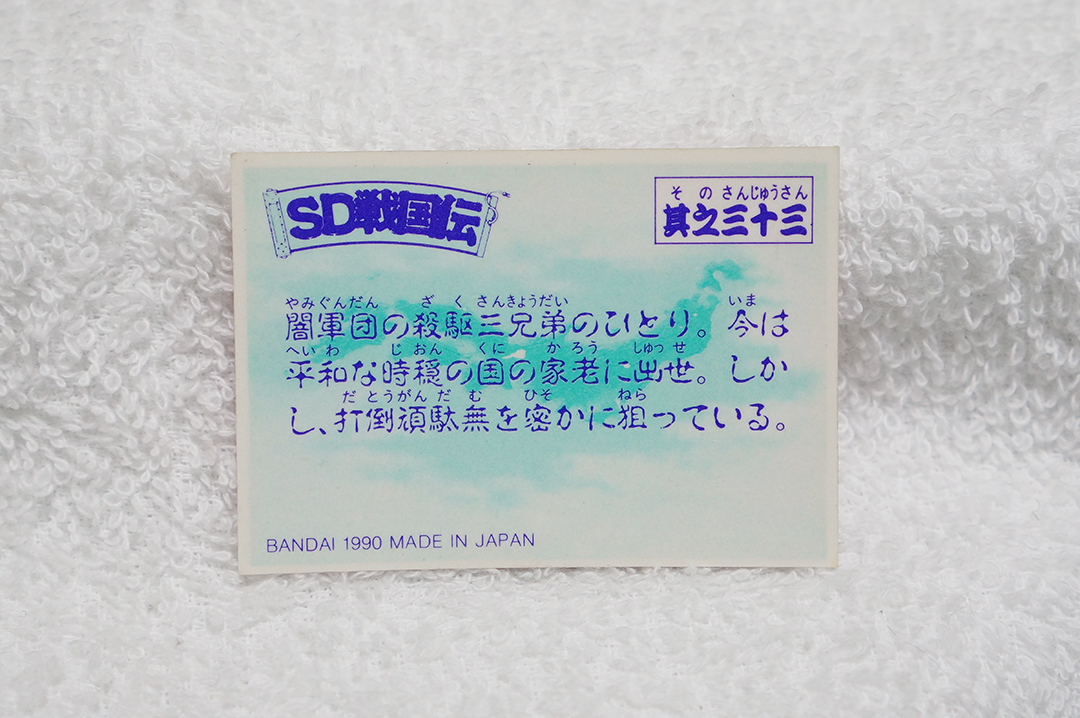 SD戦国伝
そのさんじゅうさん
其之三十三
やみぐんだん ざく さんきょうだい いま
闇軍団の殺駆三兄弟のひとり。今は
へいわ じおん くに かろう しゅっせ
平和な時穏の国の家老に出世。しか
だとうがんだむ ひそ ねら
し、打倒頑駄無を密かに狙っている。
BANDAI 1990 MADE IN JAPAN